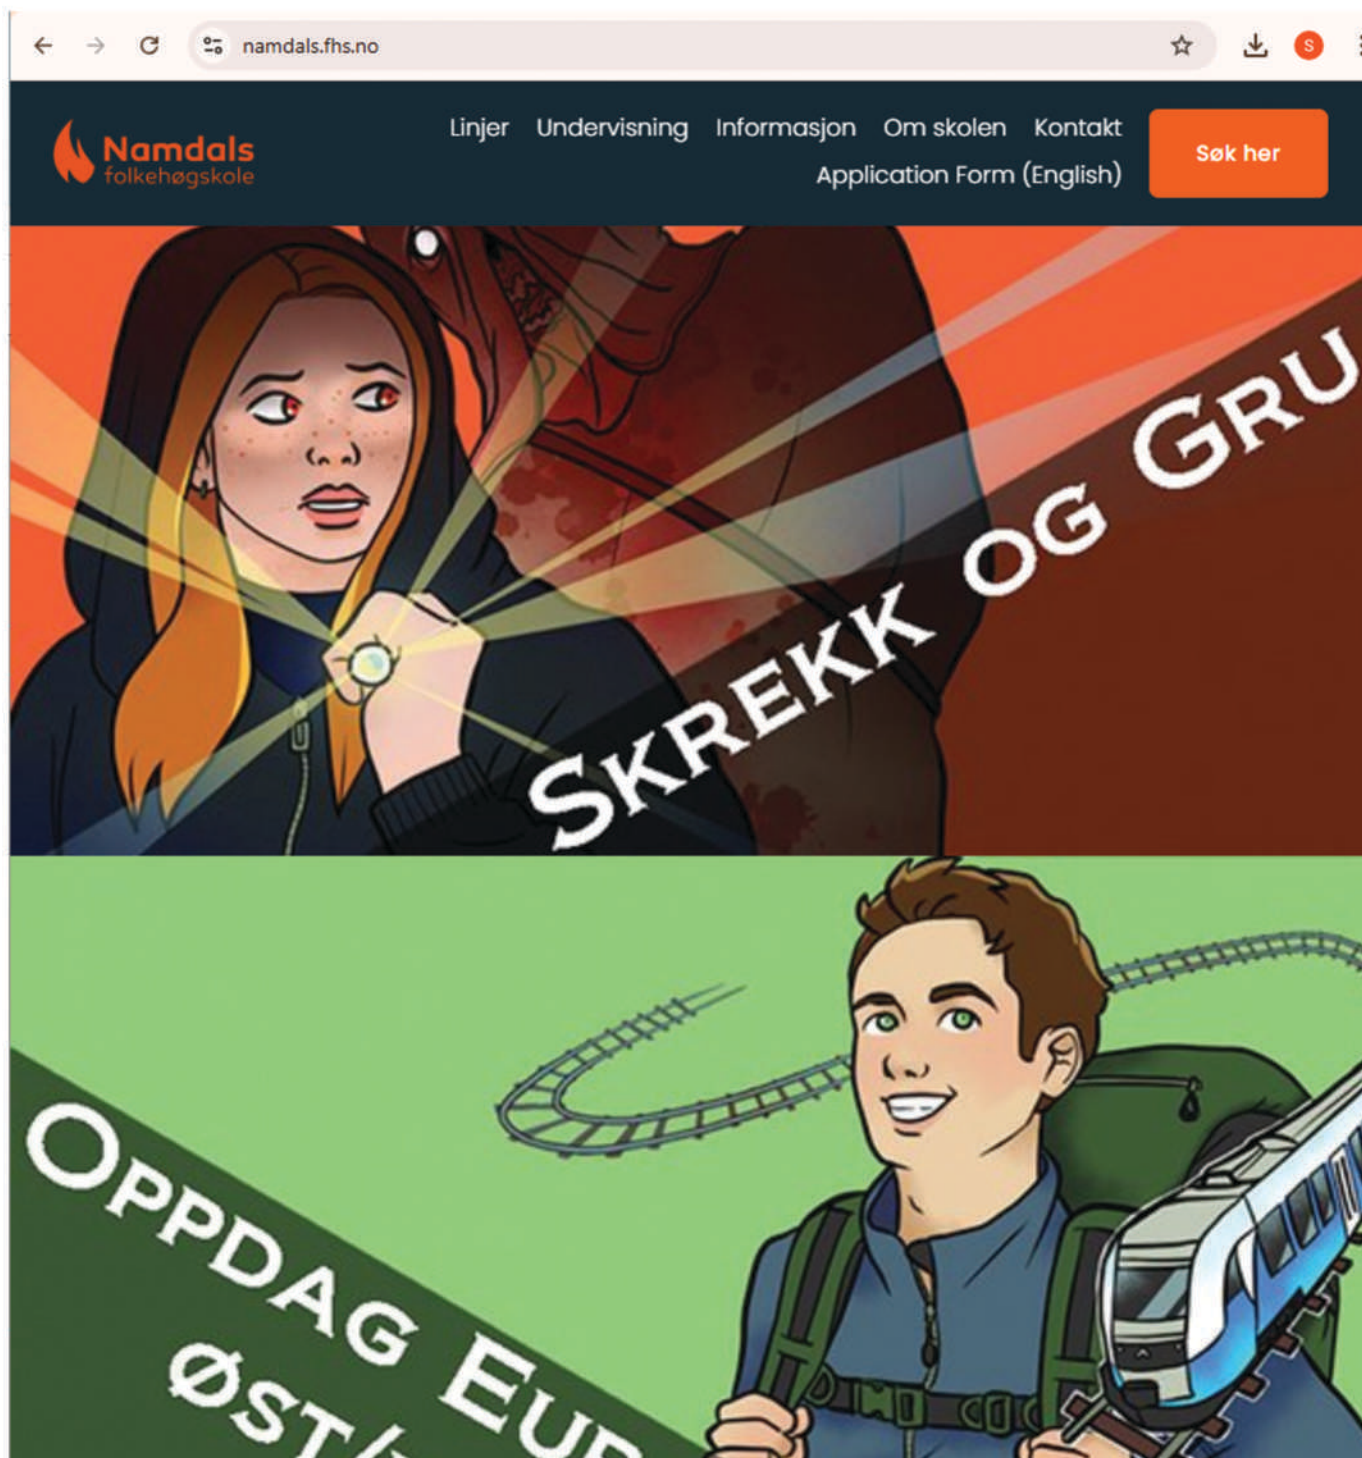 namdals.fhs.no
S
Namdals
folkehøgskole
Linjer Undervisning Informasjon Om skolen Kontakt
Application Form (English)
Søk her
SKREKK OG GRU
OPPDAG
ØST/